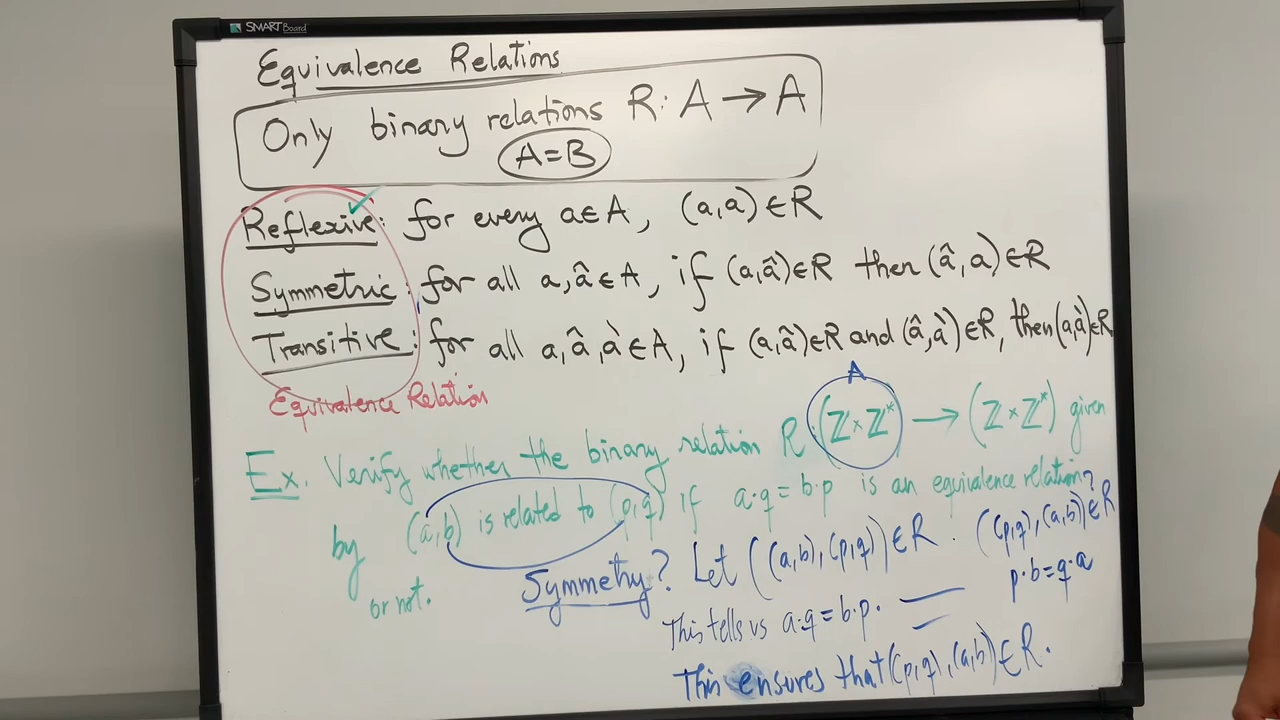 SMART Board
Equivalence Relations
Only binary relations R: A → A
A=B
Reflexive: for every a∈A, (a,a)∈R
Symmetric: for all a,â∈A, if (a,â)∈R then (â,a)∈R
Transitive: for all a,â,à∈A, if (a,â)∈R and (â,à)∈R, then (a,à)∈R
Equivalence Relation
A
Ex. Verify whether the binary relation R:(ℤ×ℤ*) → (ℤ×ℤ*) given
by (a,b) is related to (p,q) if a·q=b·p is an equivalence relation?
or not.
Symmetry? Let ((a,b),(p,q))∈R. ((p,q),(a,b))∈R
p·b=q·a
This tells us a·q=b·p.
This ensures that (p,q),(a,b))∈R.